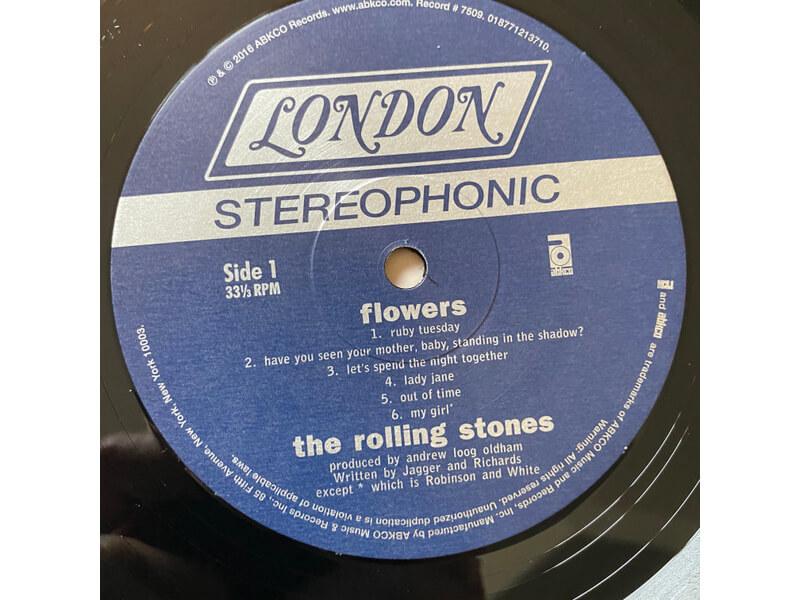 ℗ & © 2016 ABKCO Records. www.abkco.com. Record # 7509. 018771213710.
LONDON
STEREOPHONIC
Side 1
33⅓ RPM
abkco
flowers
1. ruby tuesday
2. have you seen your mother, baby, standing in the shadow?
3. let's spend the night together
4. lady jane
5. out of time
6. my girl*
the rolling stones
produced by andrew loog oldham
Written by Jagger and Richards
except * which is Robinson and White
and abkco are trademarks of ABKCO Music and Records, Inc. Manufactured by ABKCO Music & Records Inc., 85 Fifth Avenue, New York, New York 10003.
Warning: All rights reserved. Unauthorized duplication is a violation of applicable laws.